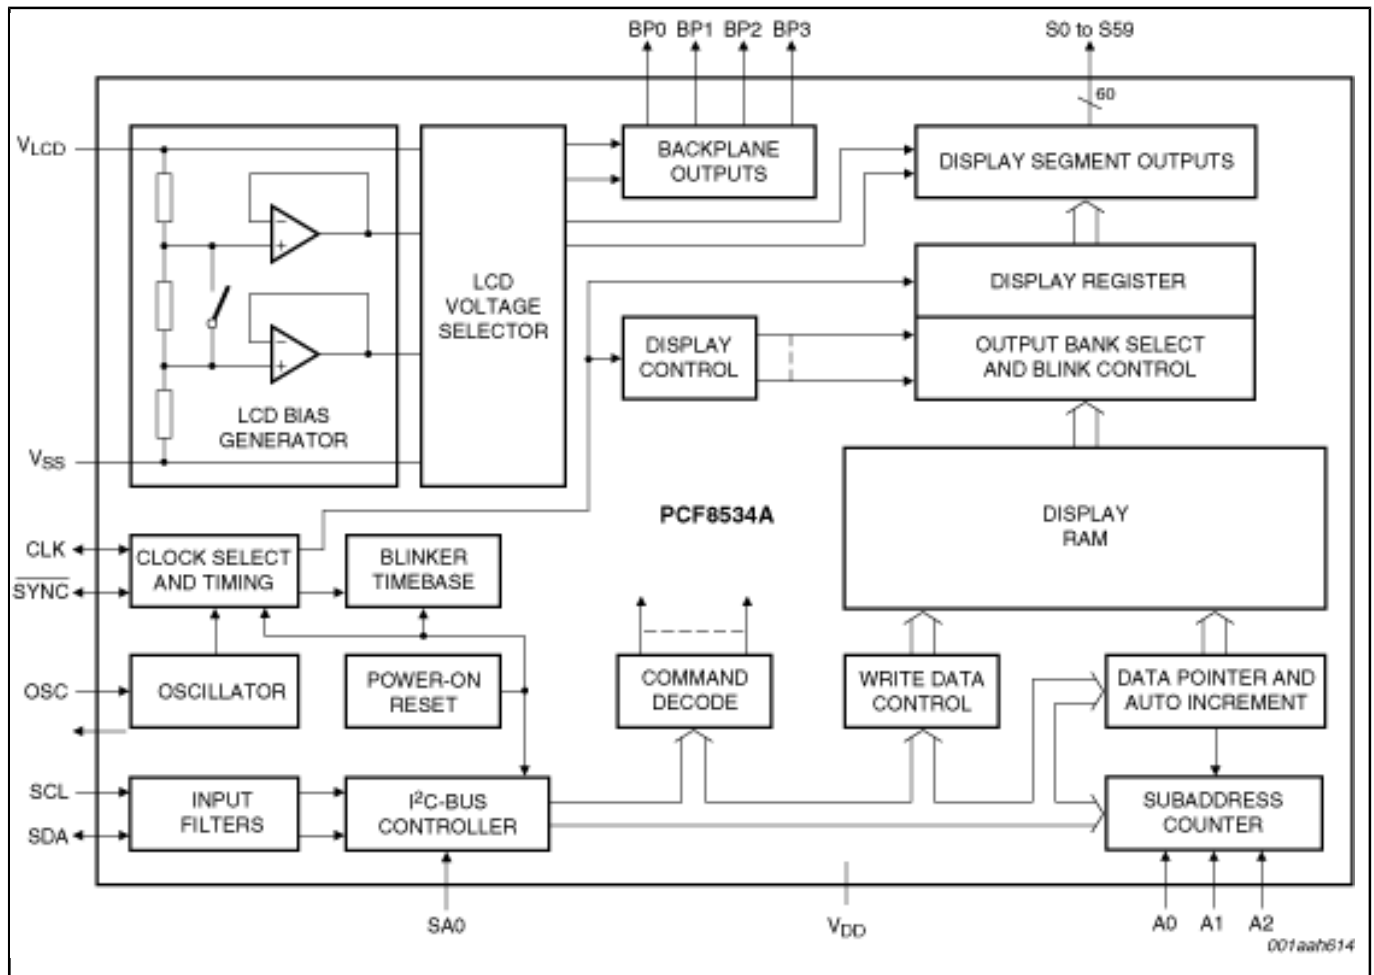 BP0 BP1 BP2 BP3
S0 to S59
60
VLCD
BACKPLANE
OUTPUTS
DISPLAY SEGMENT OUTPUTS
−
+
LCD
VOLTAGE
SELECTOR
DISPLAY REGISTER
−
+
DISPLAY
CONTROL
OUTPUT BANK SELECT
AND BLINK CONTROL
LCD BIAS
GENERATOR
VSS
PCF8534A
DISPLAY
RAM
CLK
SYNC
CLOCK SELECT
AND TIMING
BLINKER
TIMEBASE
OSC
OSCILLATOR
POWER-ON
RESET
COMMAND
DECODE
WRITE DATA
CONTROL
DATA POINTER AND
AUTO INCREMENT
SCL
SDA
INPUT
FILTERS
I²C-BUS
CONTROLLER
SUBADDRESS
COUNTER
SA0
VDD
A0 A1 A2
001aah614